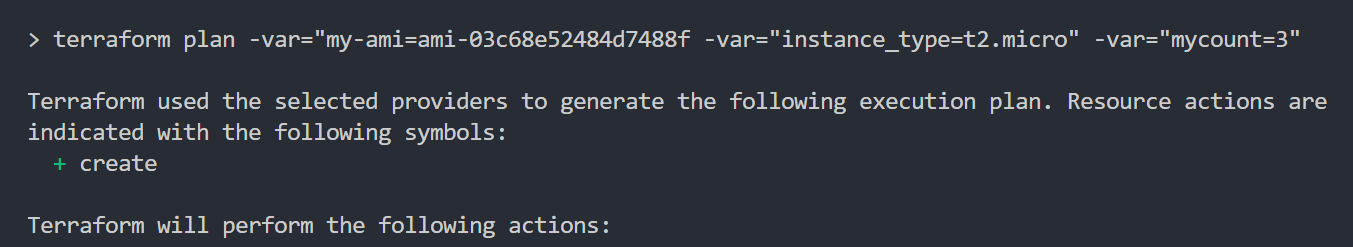 > terraform plan -var="my-ami=ami-03c68e52484d7488f -var="instance_type=t2.micro" -var="mycount=3"
Terraform used the selected providers to generate the following execution plan. Resource actions are
indicated with the following symbols:
+ create
Terraform will perform the following actions: